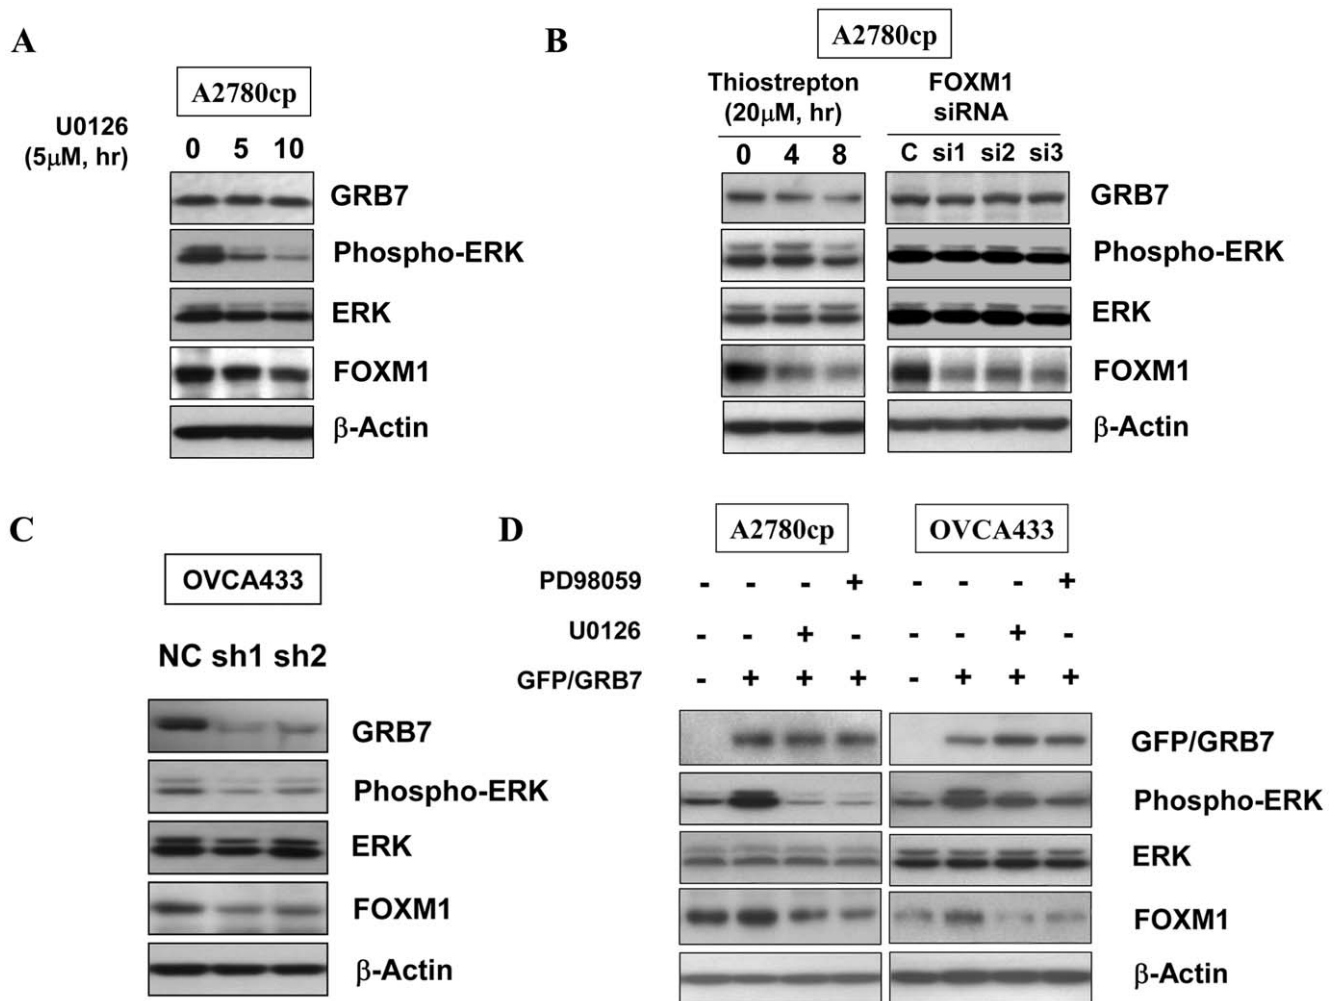 A
A2780cp
U0126
(5μM, hr)
0 5 10
GRB7
Phospho-ERK
ERK
FOXM1
β-Actin
B
A2780cp
Thiostrepton
(20μM, hr)
FOXM1
siRNA
0 4 8
C si1 si2 si3
GRB7
Phospho-ERK
ERK
FOXM1
β-Actin
C
OVCA433
NC sh1 sh2
GRB7
Phospho-ERK
ERK
FOXM1
β-Actin
D
A2780cp
OVCA433
PD98059 - - - + - - - +
U0126 - - + - - - + -
GFP/GRB7 - + + + - + + +
GFP/GRB7
Phospho-ERK
ERK
FOXM1
β-Actin